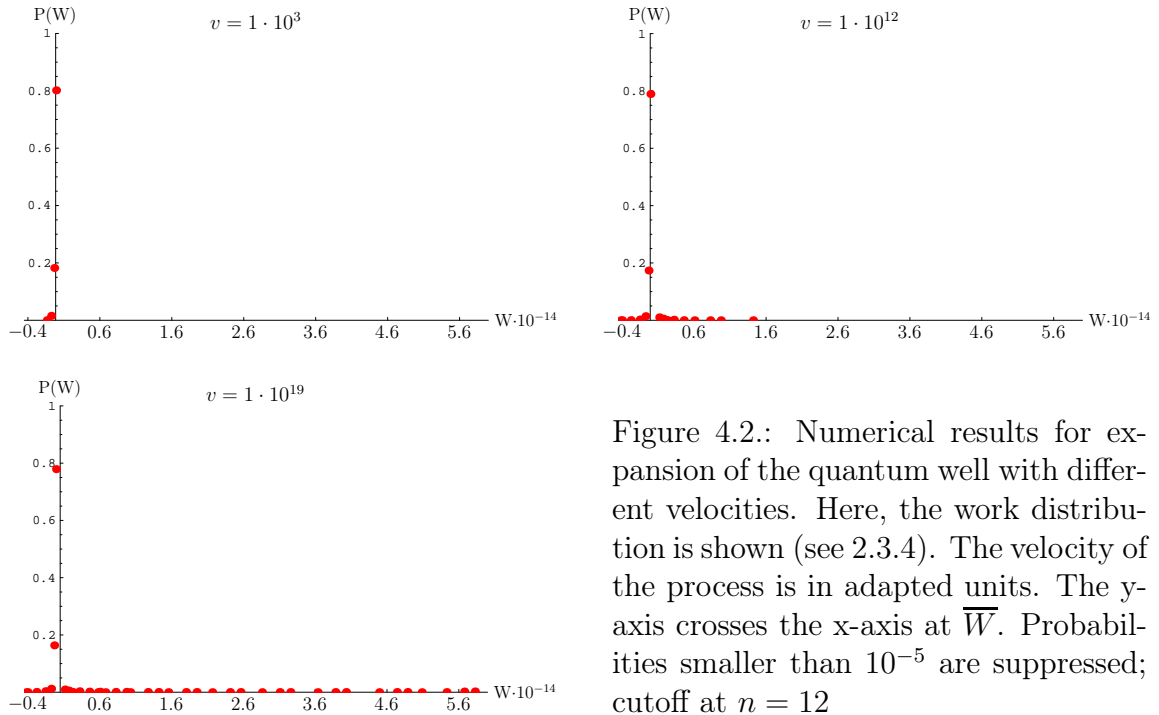 P(W)
v = 1 · 10³
1
0.8
0.6
0.4
0.2
−0.4 0.6 1.6 2.6 3.6 4.6 5.6 W·10⁻¹⁴
P(W)
v = 1 · 10¹²
1
0.8
0.6
0.4
0.2
−0.4 0.6 1.6 2.6 3.6 4.6 5.6 W·10⁻¹⁴
P(W)
v = 1 · 10¹⁹
1
0.8
0.6
0.4
0.2
−0.4 0.6 1.6 2.6 3.6 4.6 5.6 W·10⁻¹⁴
Figure 4.2.: Numerical results for ex-
pansion of the quantum well with differ-
ent velocities. Here, the work distribu-
tion is shown (see 2.3.4). The velocity of
the process is in adapted units. The y-
axis crosses the x-axis at W̅. Probabil-
ities smaller than 10⁻⁵ are suppressed;
cutoff at n = 12